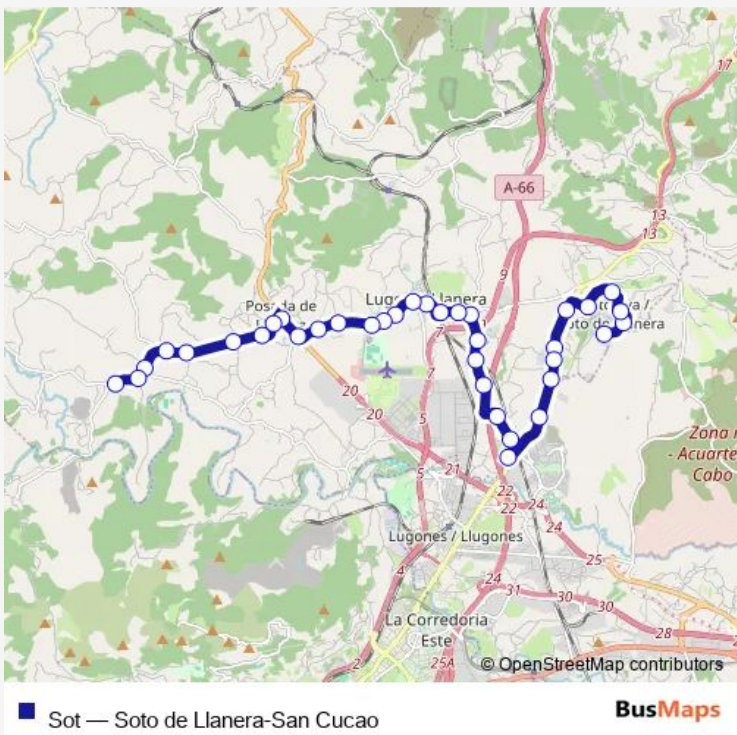 17
A-66
13
13
9
Posada de
Lugo
anera
7
7
20
20
5
5
21
22
22
24
24
25
Zona
- Acuarte
Cabo
Lugones / Llugones
4
24
31
30
30
28
La Corredoria
Este
2
25A
© OpenStreetMap contributors
Sot — Soto de Llanera-San Cucao
BusMaps